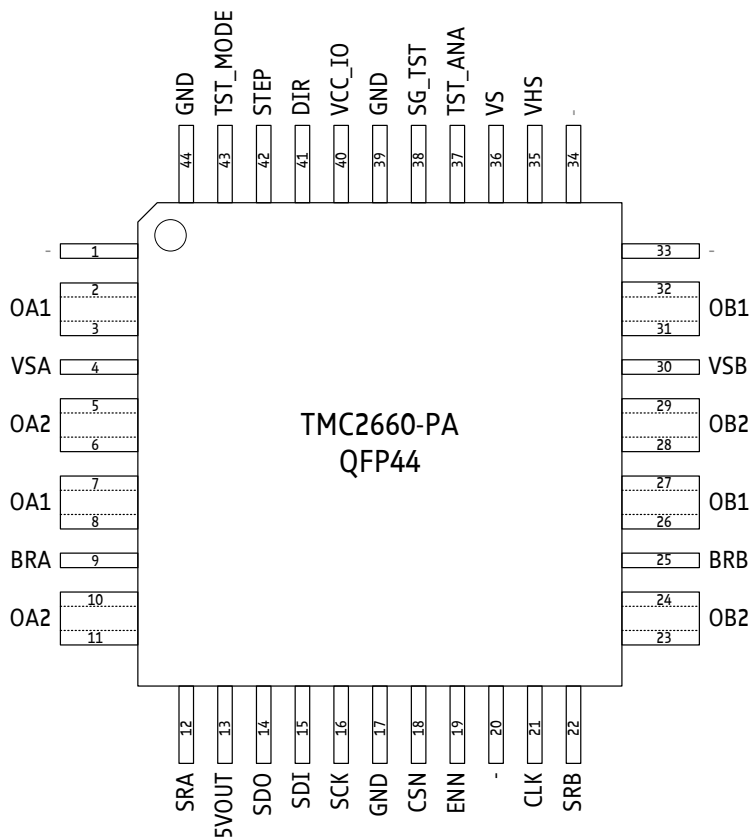 GND
TST_MODE
STEP
DIR
VCC_IO
GND
SG_TST
TST_ANA
VS
VHS
-
44
43
42
41
40
39
38
37
36
35
34
- 1
2
OA1
3
VSA 4
5
OA2
6
7
OA1
8
BRA 9
10
OA2
11
TMC2660-PA
QFP44
33 -
32
OB1
31
30 VSB
29
OB2
28
27
OB1
26
25 BRB
24
OB2
23
12
13
14
15
16
17
18
19
20
21
22
SRA
5VOUT
SDO
SDI
SCK
GND
CSN
ENN
-
CLK
SRB